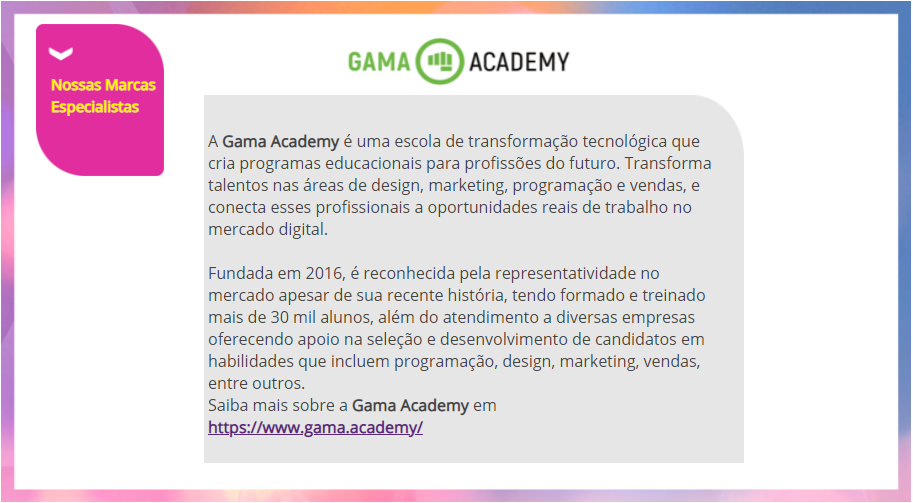 Nossas Marcas
Especialistas
GAMA ACADEMY
A Gama Academy é uma escola de transformação tecnológica que
cria programas educacionais para profissões do futuro. Transforma
talentos nas áreas de design, marketing, programação e vendas, e
conecta esses profissionais a oportunidades reais de trabalho no
mercado digital.
Fundada em 2016, é reconhecida pela representatividade no
mercado apesar de sua recente história, tendo formado e treinado
mais de 30 mil alunos, além do atendimento a diversas empresas
oferecendo apoio na seleção e desenvolvimento de candidatos em
habilidades que incluem programação, design, marketing, vendas,
entre outros.
Saiba mais sobre a Gama Academy em
https://www.gama.academy/